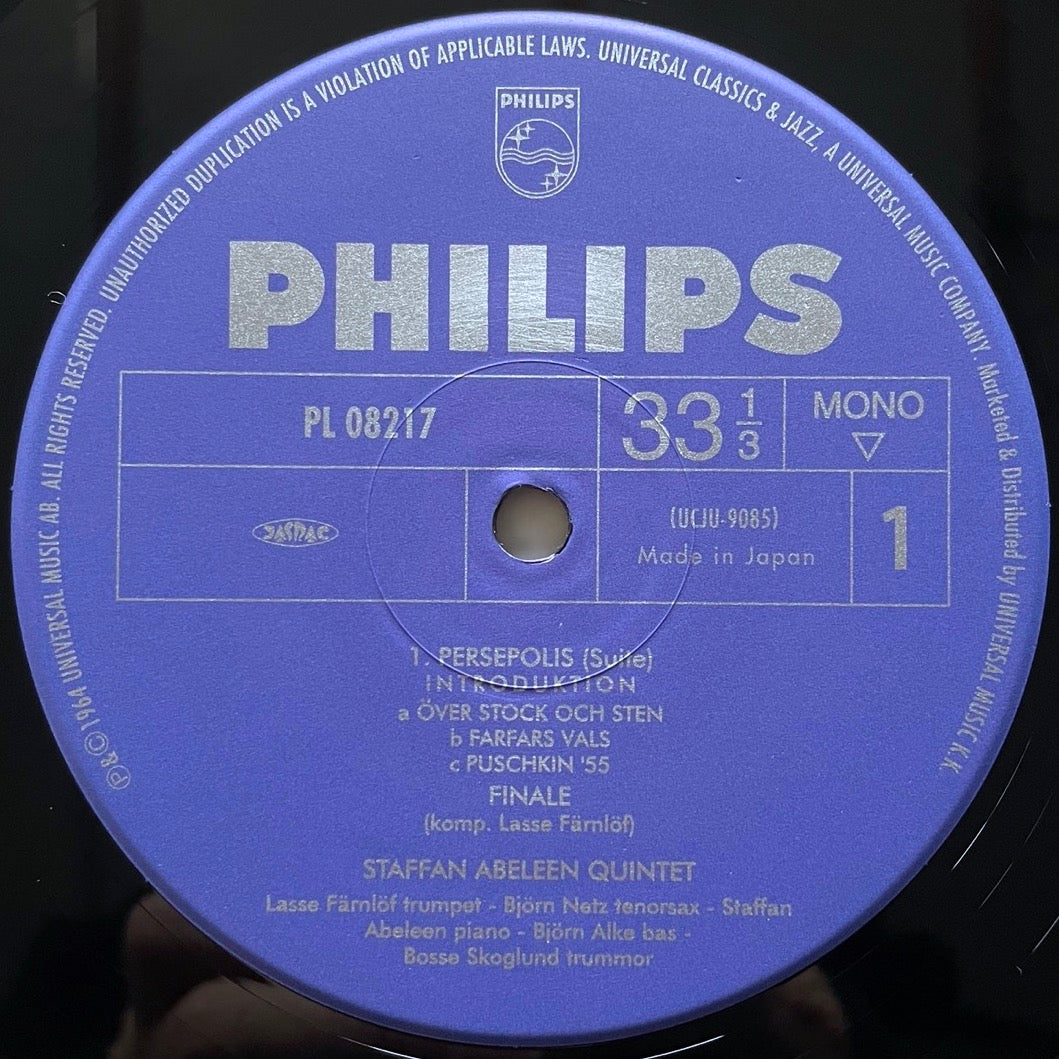 ℗&©1964 UNIVERSAL MUSIC AB. ALL RIGHTS RESERVED. UNAUTHORIZED DUPLICATION IS A VIOLATION OF APPLICABLE LAWS. UNIVERSAL CLASSICS & JAZZ, A UNIVERSAL MUSIC COMPANY. Marketed & Distributed by UNIVERSAL MUSIC K.K.
PHILIPS
PHILIPS
PL 08217
33 1/3
MONO
▽
JASRAC
(UCJU-9085)
Made in Japan
1
1. PERSEPOLIS (Suite)
INTRODUKTION
a ÖVER STOCK OCH STEN
b FARFARS VALS
c PUSCHKIN '55
FINALE
(komp. Lasse Färnlöf)
STAFFAN ABELEEN QUINTET
Lasse Färnlöf trumpet - Björn Netz tenorsax - Staffan
Abeleen piano - Björn Alke bas -
Bosse Skoglund trummor